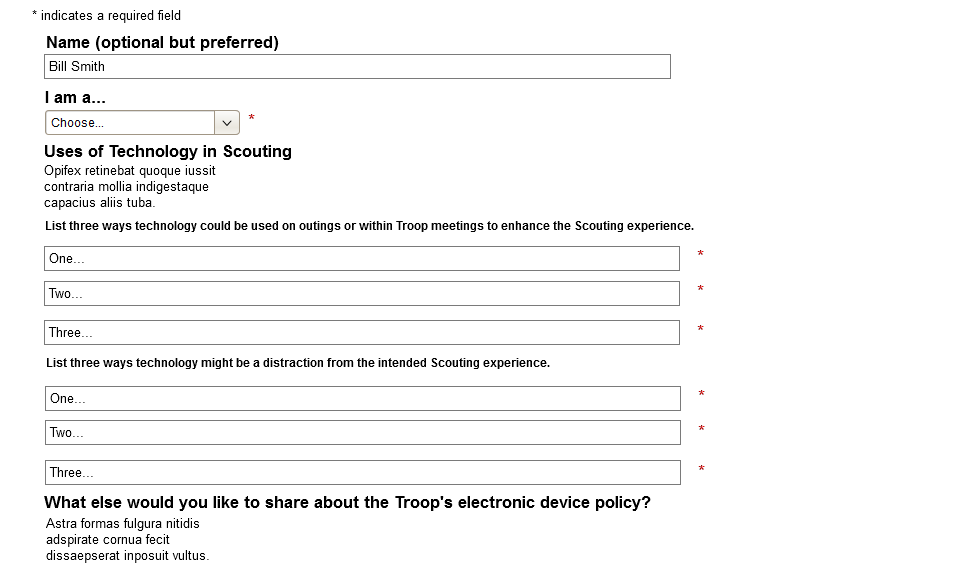 * indicates a required field
Name (optional but preferred)
Bill Smith
I am a...
Choose... *
Uses of Technology in Scouting
Opifex retinebat quoque iussit
contraria mollia indigestaque
capacius aliis tuba.
List three ways technology could be used on outings or within Troop meetings to enhance the Scouting experience.
One... *
Two... *
Three... *
List three ways technology might be a distraction from the intended Scouting experience.
One... *
Two... *
Three... *
What else would you like to share about the Troop's electronic device policy?
Astra formas fulgura nitidis
adspirate cornua fecit
dissaepserat inposuit vultus.